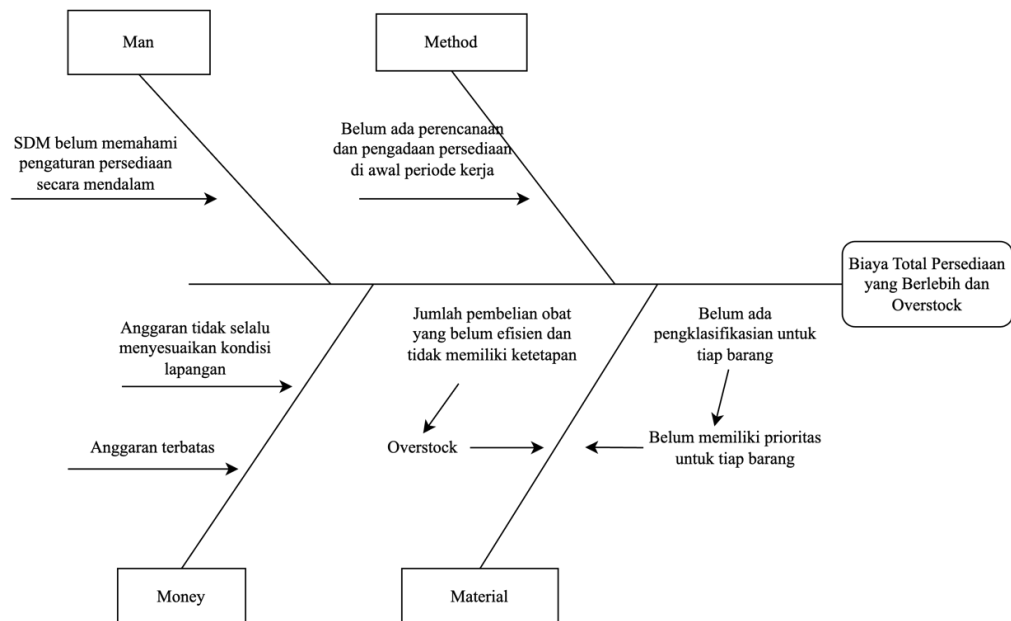 Man
Method
SDM belum memahami
pengaturan persediaan
secara mendalam
Belum ada perencanaan
dan pengadaan persediaan
di awal periode kerja
Biaya Total Persediaan
yang Berlebih dan
Overstock
Anggaran tidak selalu
menyesuaikan kondisi
lapangan
Jumlah pembelian obat
yang belum efisien dan
tidak memiliki ketetapan
Belum ada
pengklasifikasian untuk
tiap barang
Anggaran terbatas
Overstock
Belum memiliki prioritas
untuk tiap barang
Money
Material